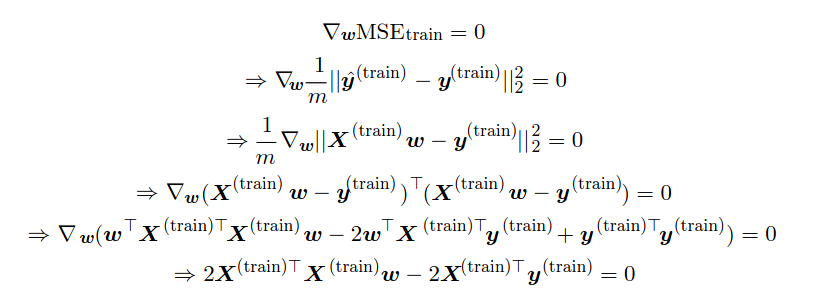 ∇𝒘MSEtrain = 0
⇒ ∇𝒘 1/m ||𝒚̂^(train) − 𝒚^(train)||₂² = 0
⇒ 1/m ∇𝒘||𝑿^(train) 𝒘 − 𝒚^(train)||₂² = 0
⇒ ∇𝒘(𝑿^(train) 𝒘 − 𝒚^(train))^⊤(𝑿^(train) 𝒘 − 𝒚^(train)) = 0
⇒ ∇𝒘(𝒘^⊤𝑿^(train)⊤𝑿^(train) 𝒘 − 2𝒘^⊤𝑿^(train)⊤𝒚^(train) + 𝒚^(train)⊤𝒚^(train)) = 0
⇒ 2𝑿^(train)⊤𝑿^(train)𝒘 − 2𝑿^(train)⊤𝒚^(train) = 0